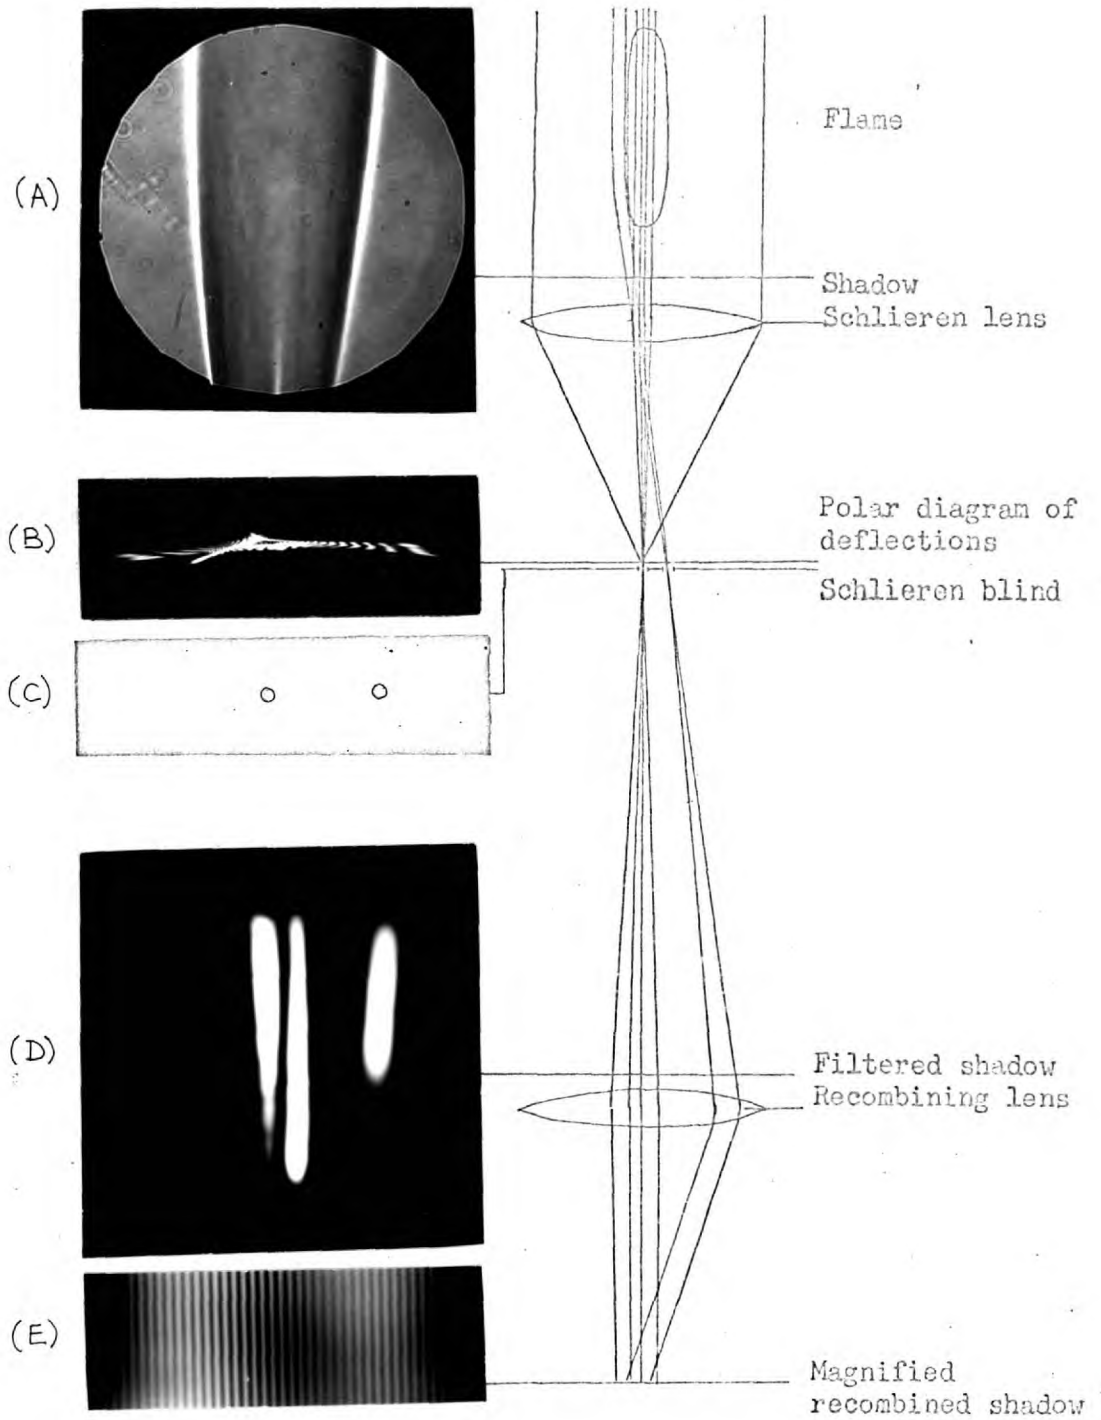 (A)
Flame
Shadow
Schlieren lens
(B)
Polar diagram of
deflections
Schlieren blind
(C)
(D)
Filtered shadow
Recombining lens
(E)
Magnified
recombined shadow